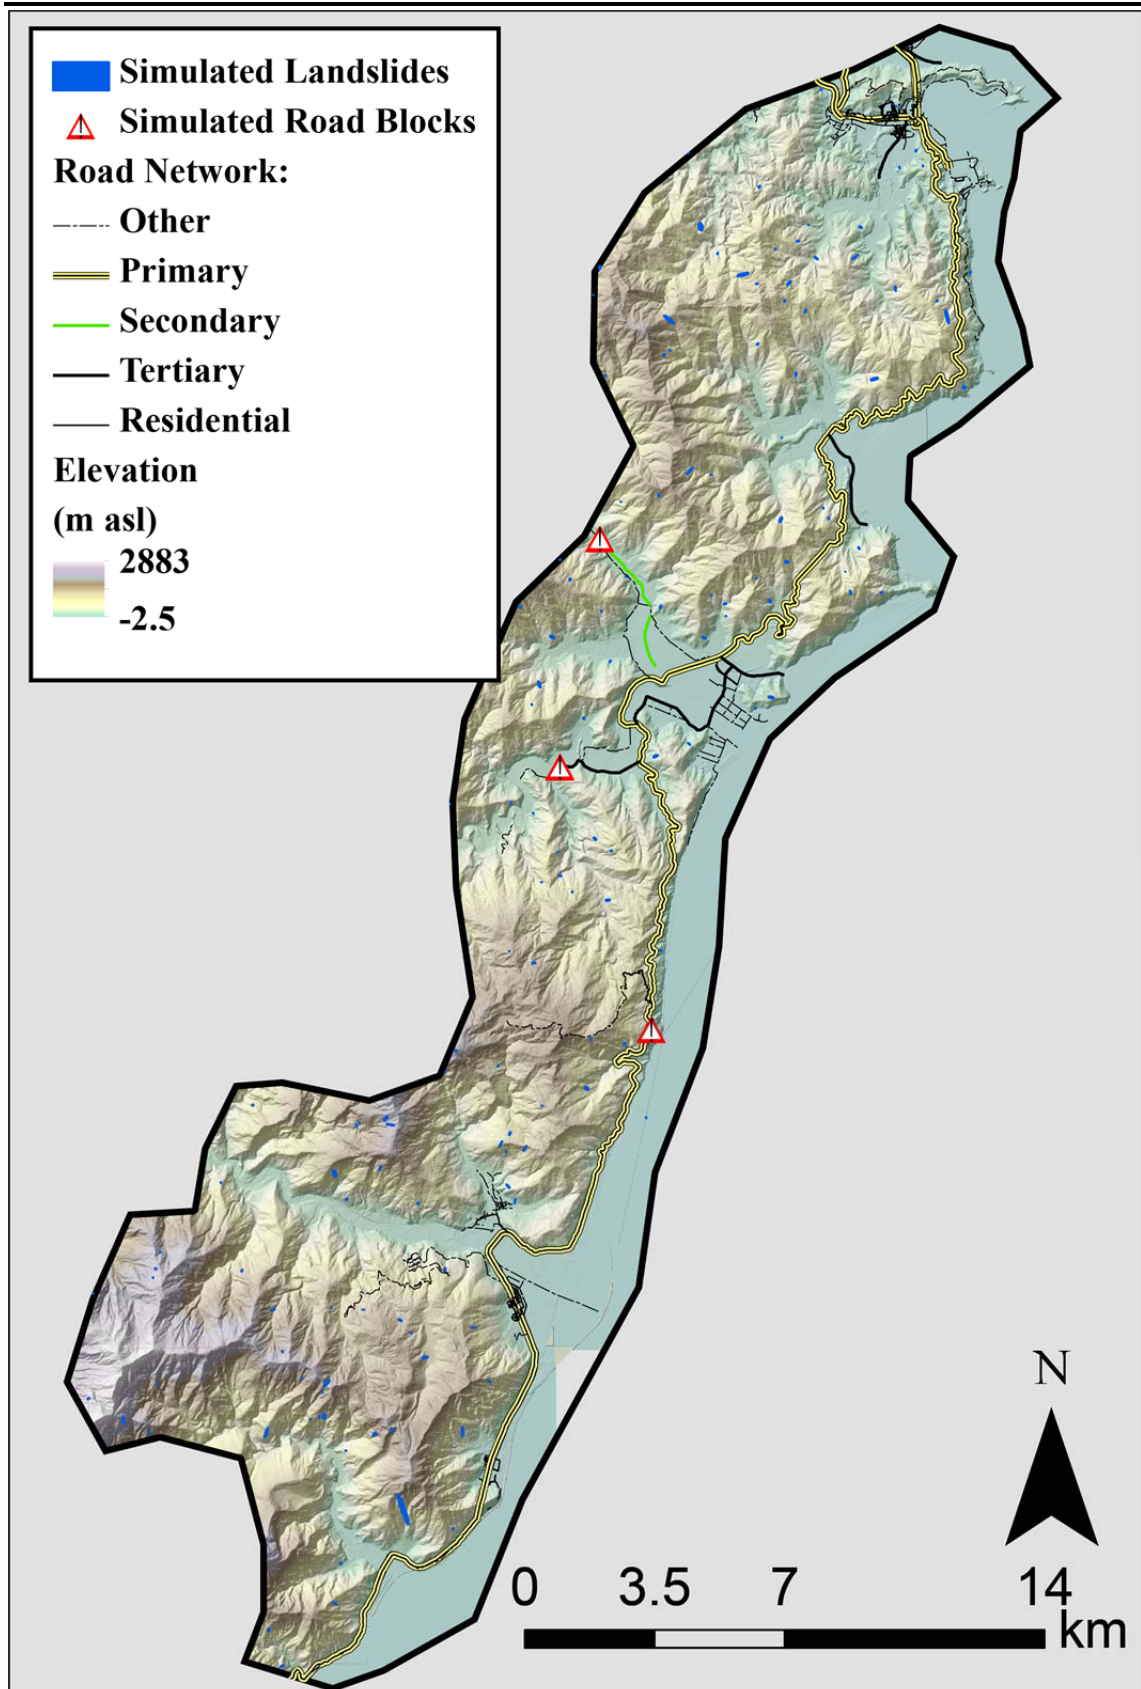 Simulated Landslides
Simulated Road Blocks
Road Network:
Other
Primary
Secondary
Tertiary
Residential
Elevation
(m asl)
2883
-2.5
N
0 3.5 7 14
km